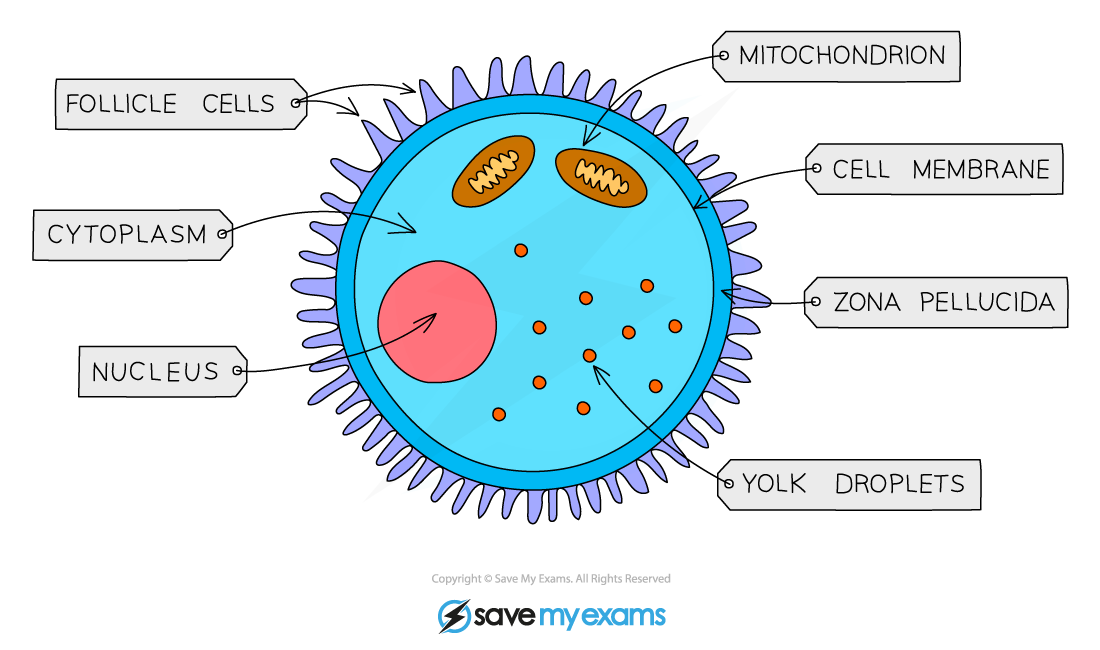 MITOCHONDRION
FOLLICLE CELLS
CELL MEMBRANE
CYTOPLASM
ZONA PELLUCIDA
NUCLEUS
YOLK DROPLETS
Copyright © Save My Exams. All Rights Reserved
save my exams